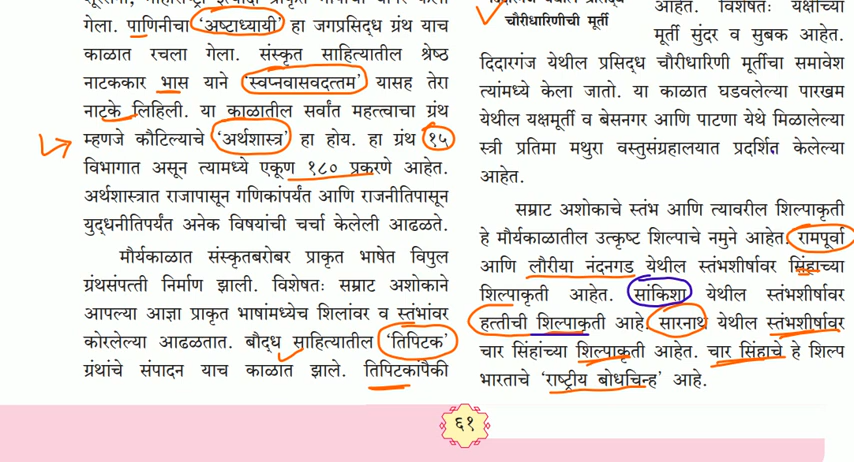 गेला. पाणिनीचा ‘अष्टाध्यायी’ हा जगप्रसिद्ध ग्रंथ याच
काळात रचला गेला. संस्कृत साहित्यातील श्रेष्ठ
नाटककार भास याने ‘स्वप्नवासवदत्तम’ यासह तेरा
नाटके लिहिली. या काळातील सर्वांत महत्त्वाचा ग्रंथ
म्हणजे कौटिल्याचे ‘अर्थशास्त्र’ हा होय. हा ग्रंथ १५
विभागात असून त्यामध्ये एकूण १८० प्रकरणे आहेत.
अर्थशास्त्रात राजापासून गणिकांपर्यंत आणि राजनीतिपासून
युद्धनीतिपर्यंत अनेक विषयांची चर्चा केलेली आढळते.
मौर्यकाळात संस्कृतबरोबर प्राकृत भाषेत विपुल
ग्रंथसंपत्ती निर्माण झाली. विशेषतः सम्राट अशोकाने
आपल्या आज्ञा प्राकृत भाषांमध्येच शिलांवर व स्तंभांवर
कोरलेल्या आढळतात. बौद्ध साहित्यातील ‘तिपिटक’
ग्रंथांचे संपादन याच काळात झाले. तिपिटकांपैकी
चौरीधारिणीची मूर्ती
आहेत. विशेषतः यक्षींच्या
मूर्ती सुंदर व सुबक आहेत.
दिदारगंज येथील प्रसिद्ध चौरीधारिणी मूर्तीचा समावेश
त्यांमध्ये केला जातो. या काळात घडवलेल्या पारखम
येथील यक्षमूर्ती व बेसनगर आणि पाटणा येथे मिळालेल्या
स्त्री प्रतिमा मथुरा वस्तुसंग्रहालयात प्रदर्शित केलेल्या
आहेत.
सम्राट अशोकाचे स्तंभ आणि त्यावरील शिल्पाकृती
हे मौर्यकाळातील उत्कृष्ट शिल्पाचे नमुने आहेत. रामपूर्वा
आणि लौरीया नंदनगड येथील स्तंभशीर्षावर सिंहाच्या
शिल्पाकृती आहेत. सांकिशा येथील स्तंभशीर्षावर
हत्तीची शिल्पाकृती आहे. सारनाथ येथील स्तंभशीर्षावर
चार सिंहाच्या शिल्पाकृती आहेत. चार सिंहाचे हे शिल्प
भारताचे ‘राष्ट्रीय बोधचिन्ह’ आहे.
६१